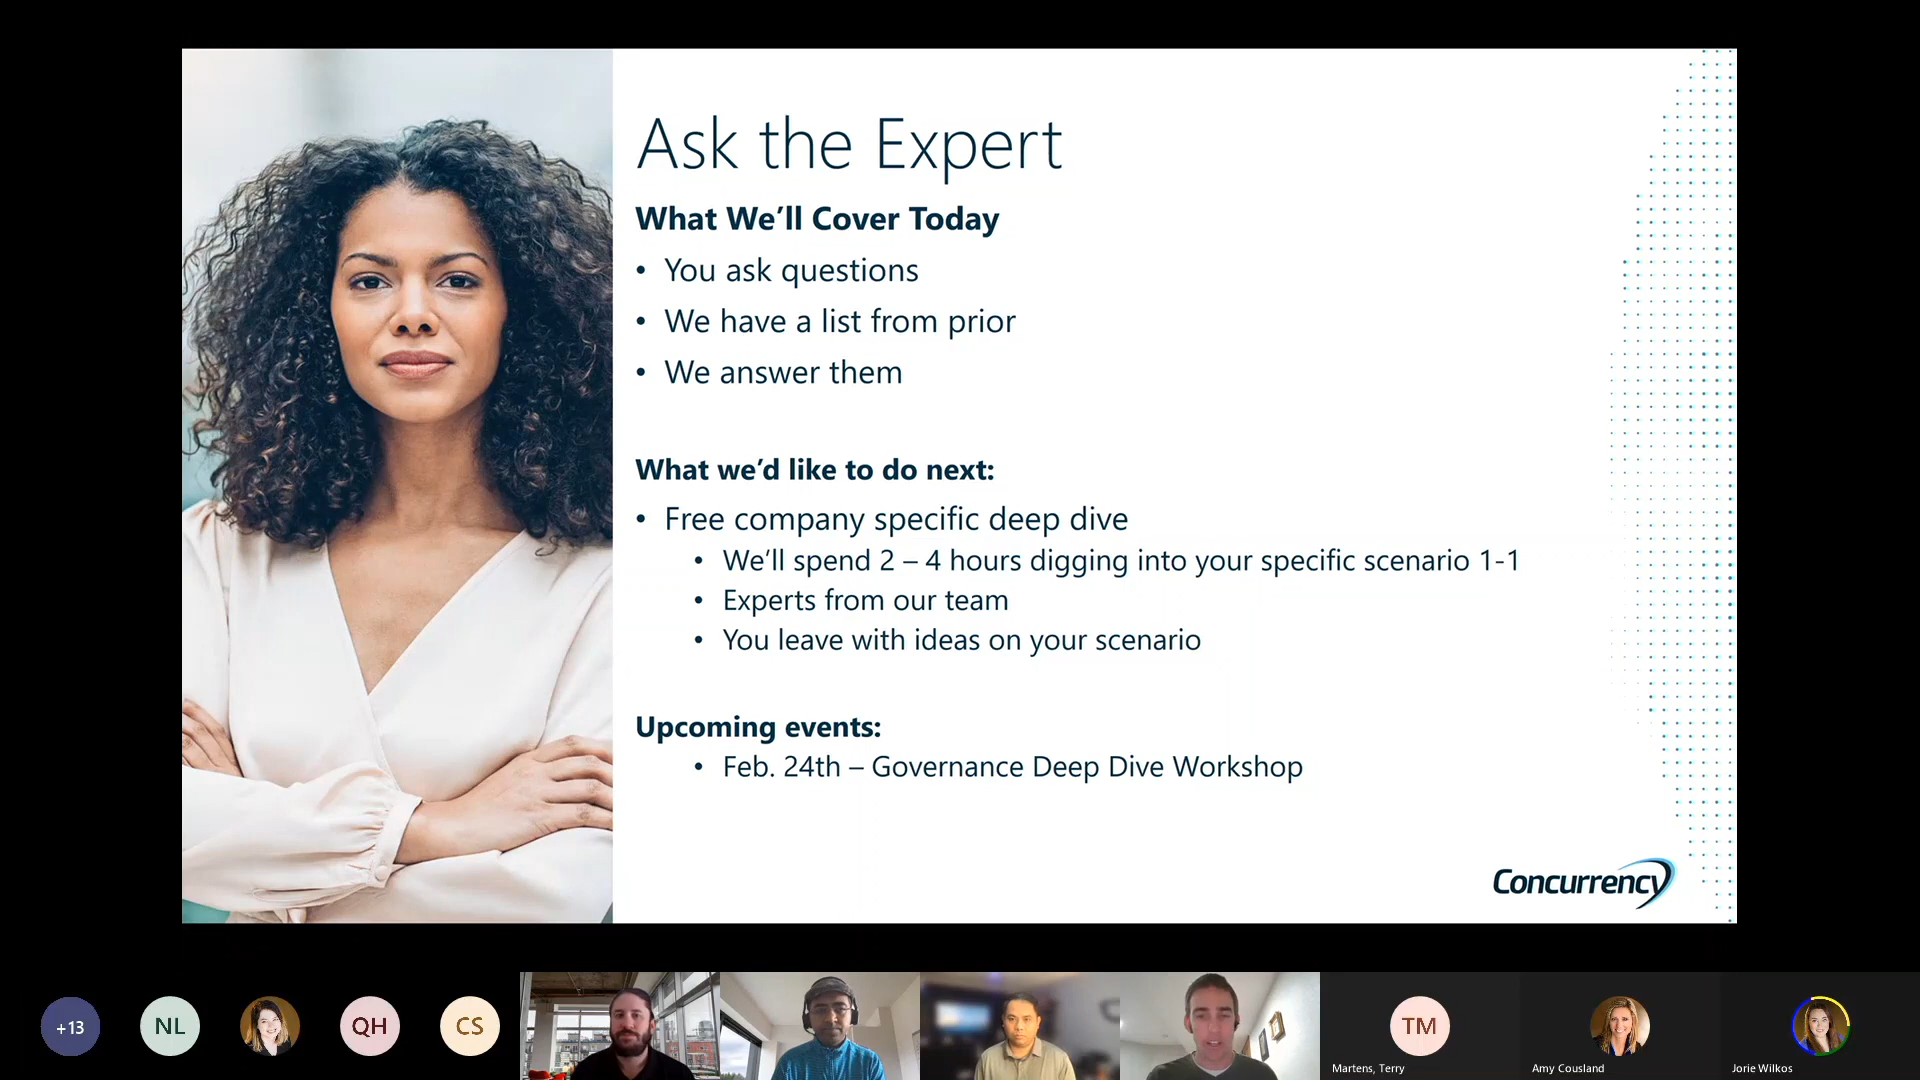 Ask the Expert
What We’ll Cover Today
• You ask questions
• We have a list from prior
• We answer them
What we’d like to do next:
• Free company specific deep dive
• We’ll spend 2 – 4 hours digging into your specific scenario 1-1
• Experts from our team
• You leave with ideas on your scenario
Upcoming events:
• Feb. 24th – Governance Deep Dive Workshop
Concurrency
+13
NL
QH
CS
TM
Martens, Terry
Amy Cousland
Jorie Wilkos